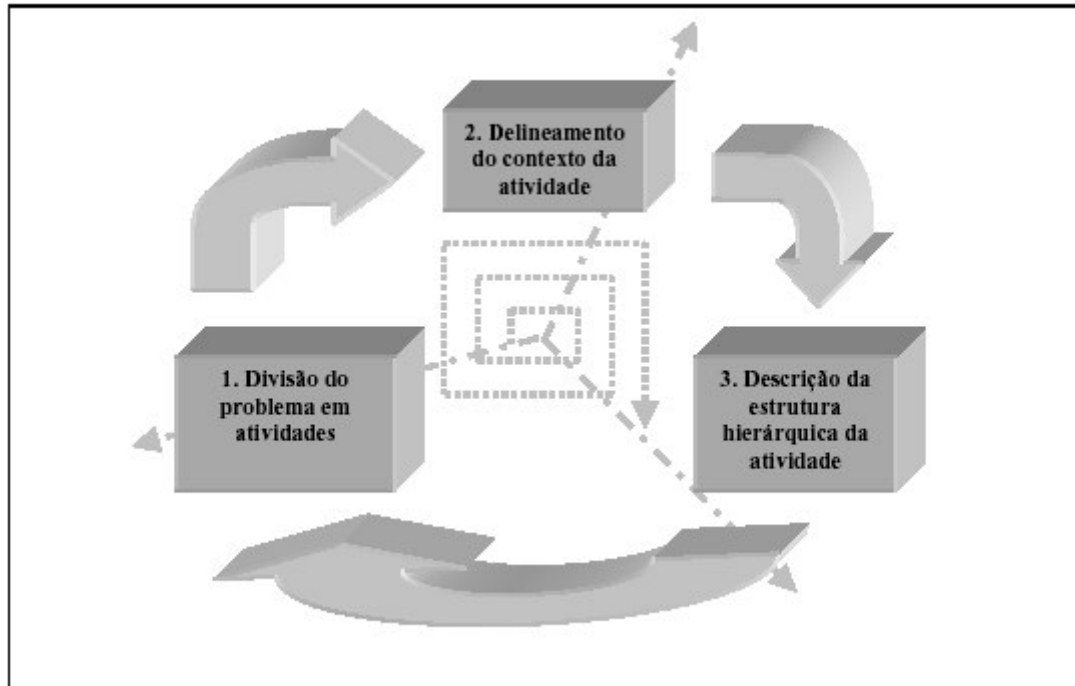 1. Divisão do
problema em
atividades
2. Delineamento
do contexto da
atividade
3. Descrição da
estrutura
hierárquica da
atividade